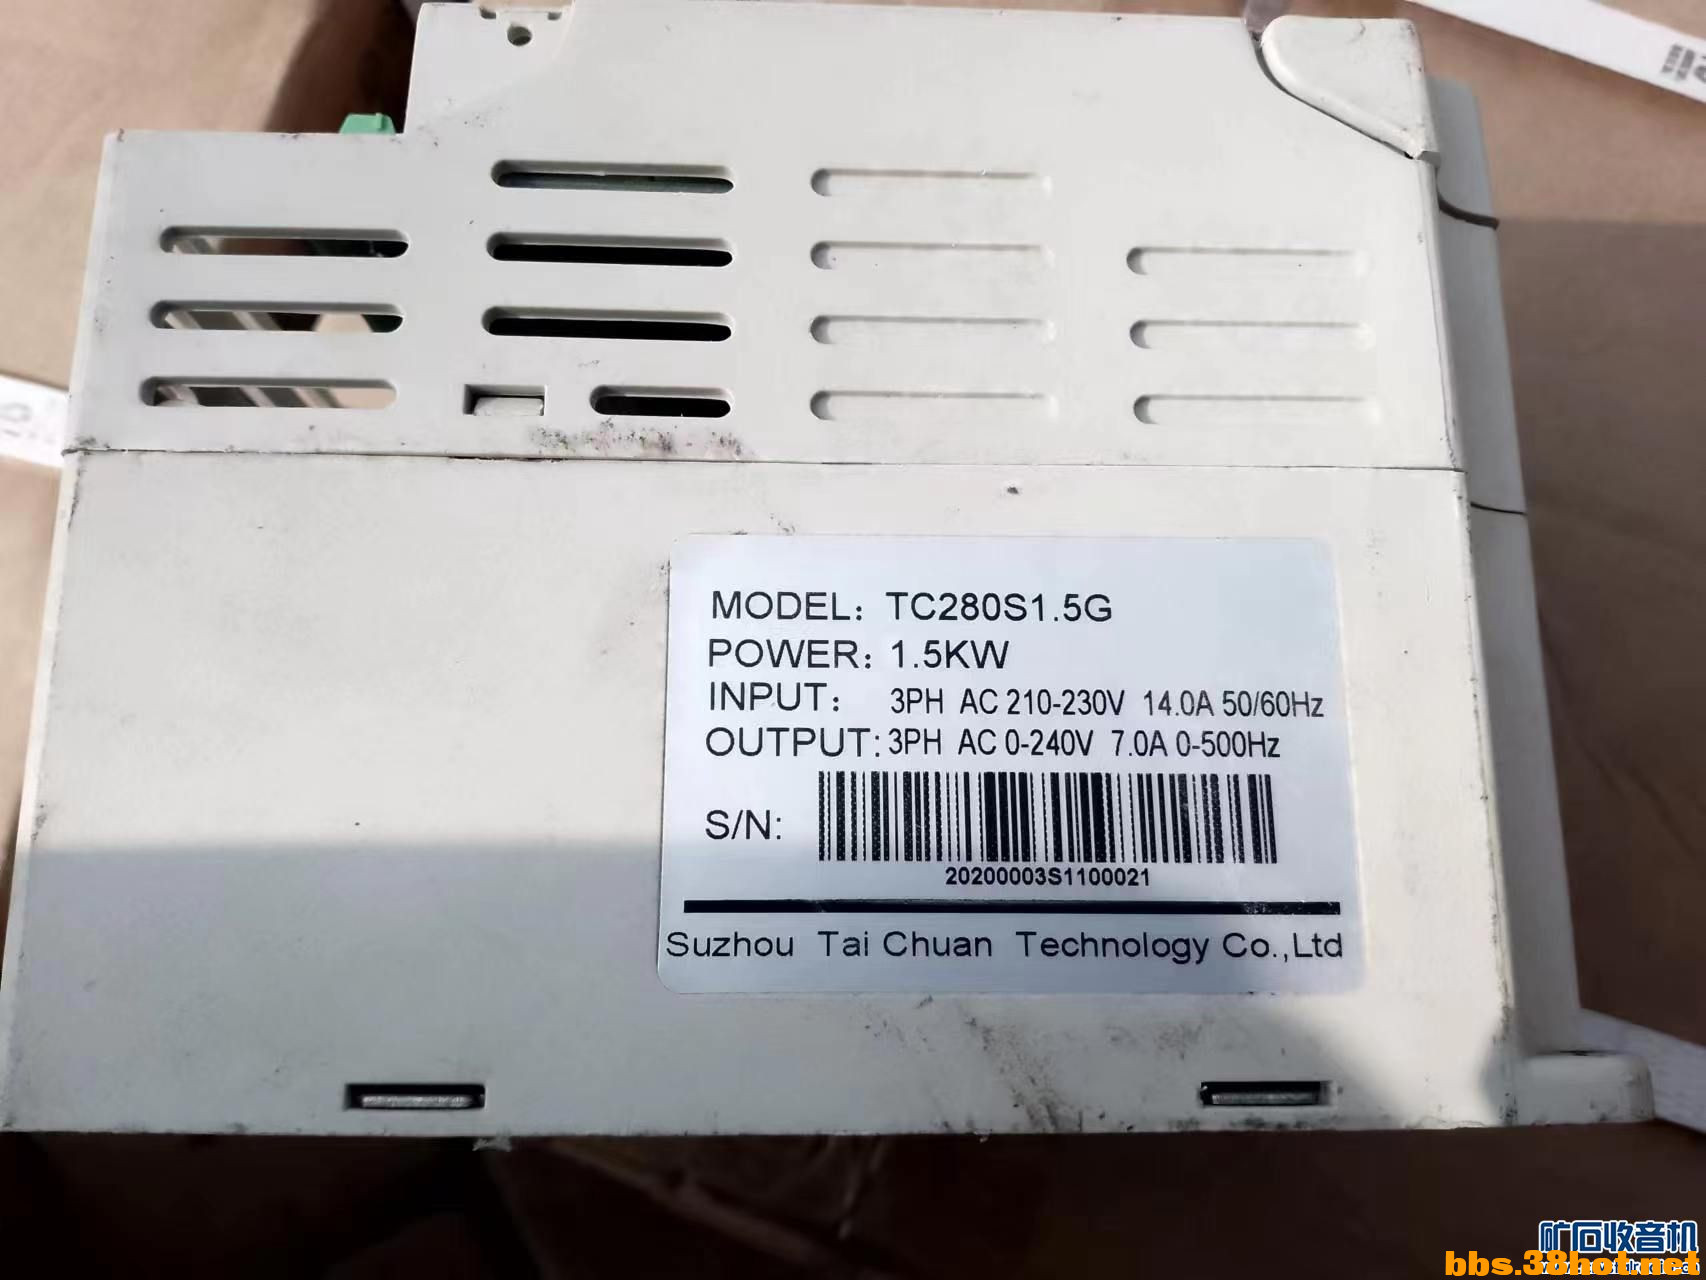 MODEL: TC280S1.5G
POWER: 1.5KW
INPUT: 3PH AC 210-230V 14.0A 50/60Hz
OUTPUT: 3PH AC 0-240V 7.0A 0-500Hz
S/N:
20200003S1100021
Suzhou Tai Chuan Technology Co.,Ltd
矿石收音机
bbs.38hot.net